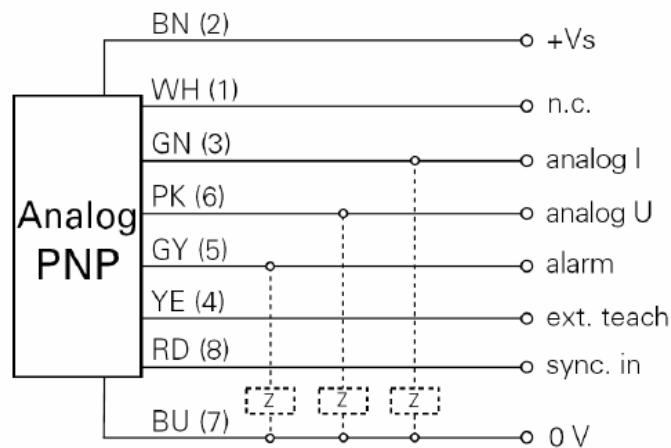 BN (2)
+Vs
WH (1)
n.c.
GN (3)
analog I
PK (6)
analog U
Analog
PNP
GY (5)
alarm
YE (4)
ext. teach
RD (8)
sync. in
Z Z Z
BU (7)
0 V